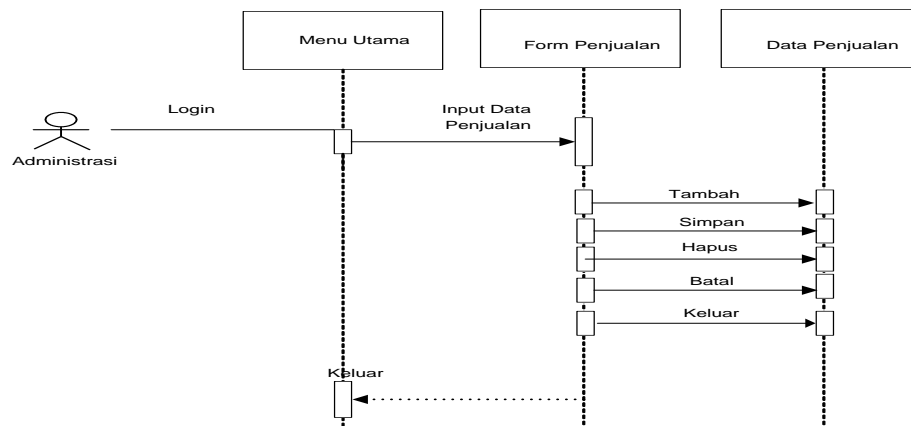 Menu Utama
Form Penjualan
Data Penjualan
Login
Input Data
Penjualan
Administrasi
Tambah
Simpan
Hapus
Batal
Keluar
Keluar